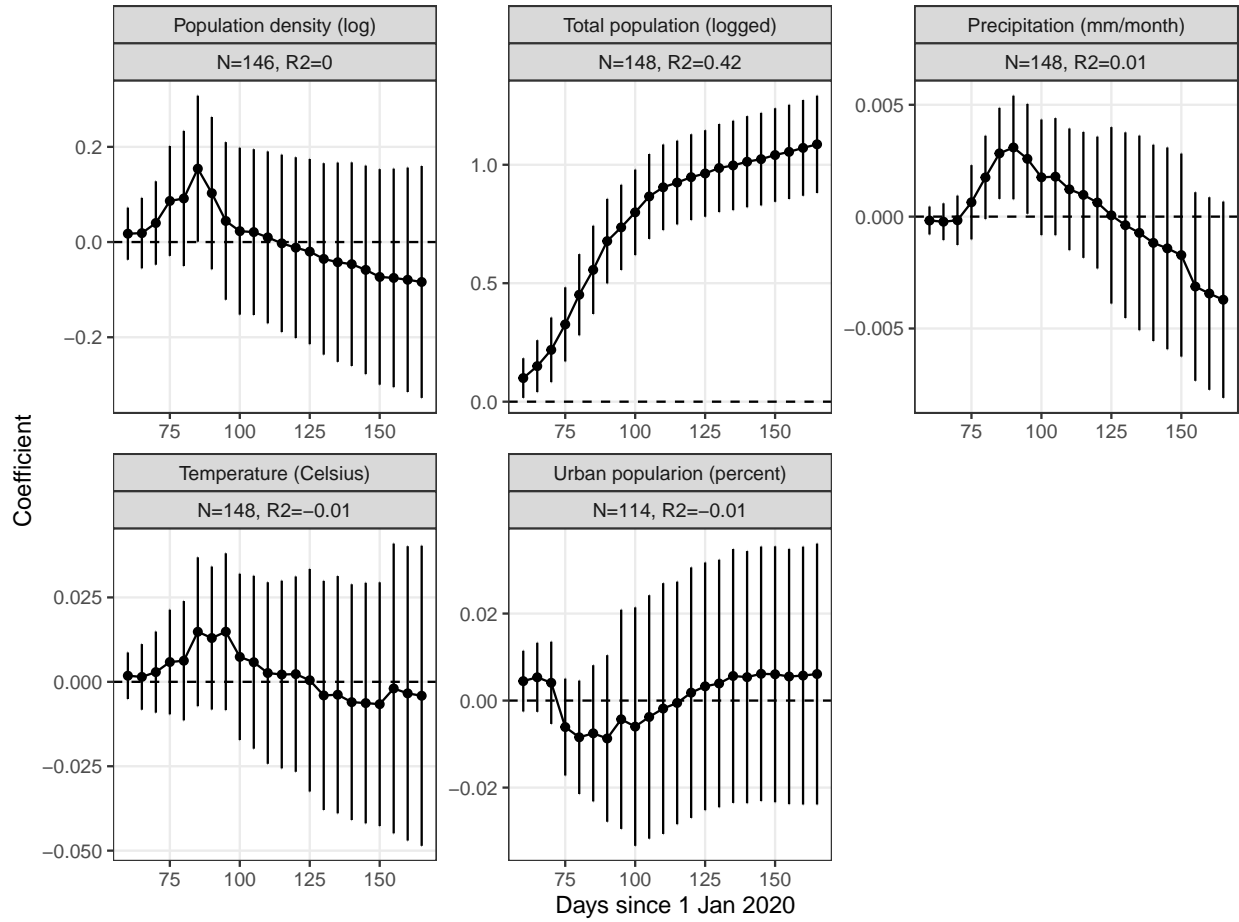 Population density (log)
N=146, R2=0
0.2
0.0
−0.2
75 100 125 150
Total population (logged)
N=148, R2=0.42
1.0
0.5
0.0
75 100 125 150
Precipitation (mm/month)
N=148, R2=0.01
0.005
0.000
−0.005
75 100 125 150
Temperature (Celsius)
N=148, R2=−0.01
0.025
0.000
−0.025
−0.050
75 100 125 150
Urban popularion (percent)
N=114, R2=−0.01
0.02
0.00
−0.02
75 100 125 150
Coefficient
Days since 1 Jan 2020